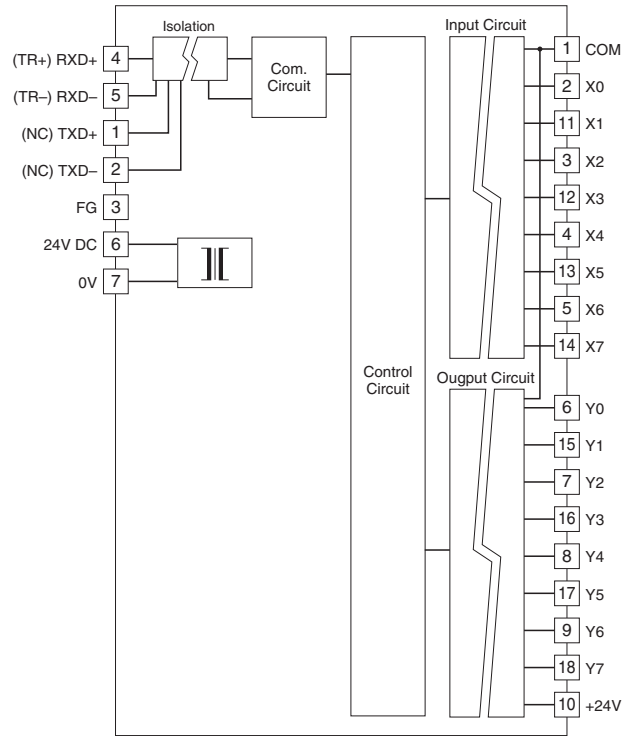 Isolation
Input Circuit
(TR+) RXD+ 4
(TR–) RXD– 5
(NC) TXD+ 1
(NC) TXD– 2
FG 3
24V DC 6
0V 7
Com.
Circuit
Control
Circuit
1 COM
2 X0
11 X1
3 X2
12 X3
4 X4
13 X5
5 X6
14 X7
Ougput Circuit
6 Y0
15 Y1
7 Y2
16 Y3
8 Y4
17 Y5
9 Y6
18 Y7
10 +24V